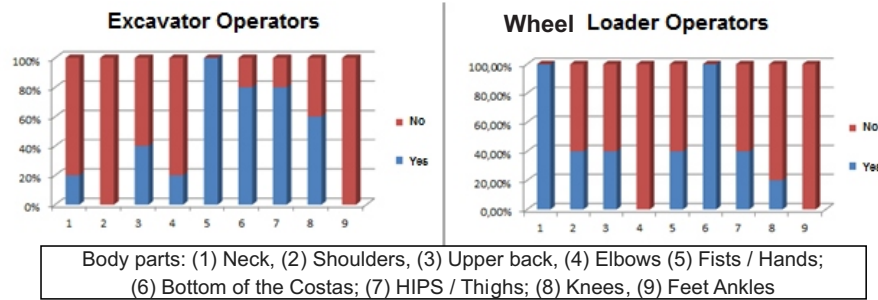 Excavator Operators
100%
80%
60%
40%
20%
0%
1 2 3 4 5 6 7 8 9
No
Yes
Wheel Loader Operators
100,00%
80,00%
60,00%
40,00%
20,00%
0,00%
1 2 3 4 5 6 7 8 9
No
Yes
Body parts: (1) Neck, (2) Shoulders, (3) Upper back, (4) Elbows (5) Fists / Hands;
(6) Bottom of the Costas; (7) HIPS / Thighs; (8) Knees, (9) Feet Ankles